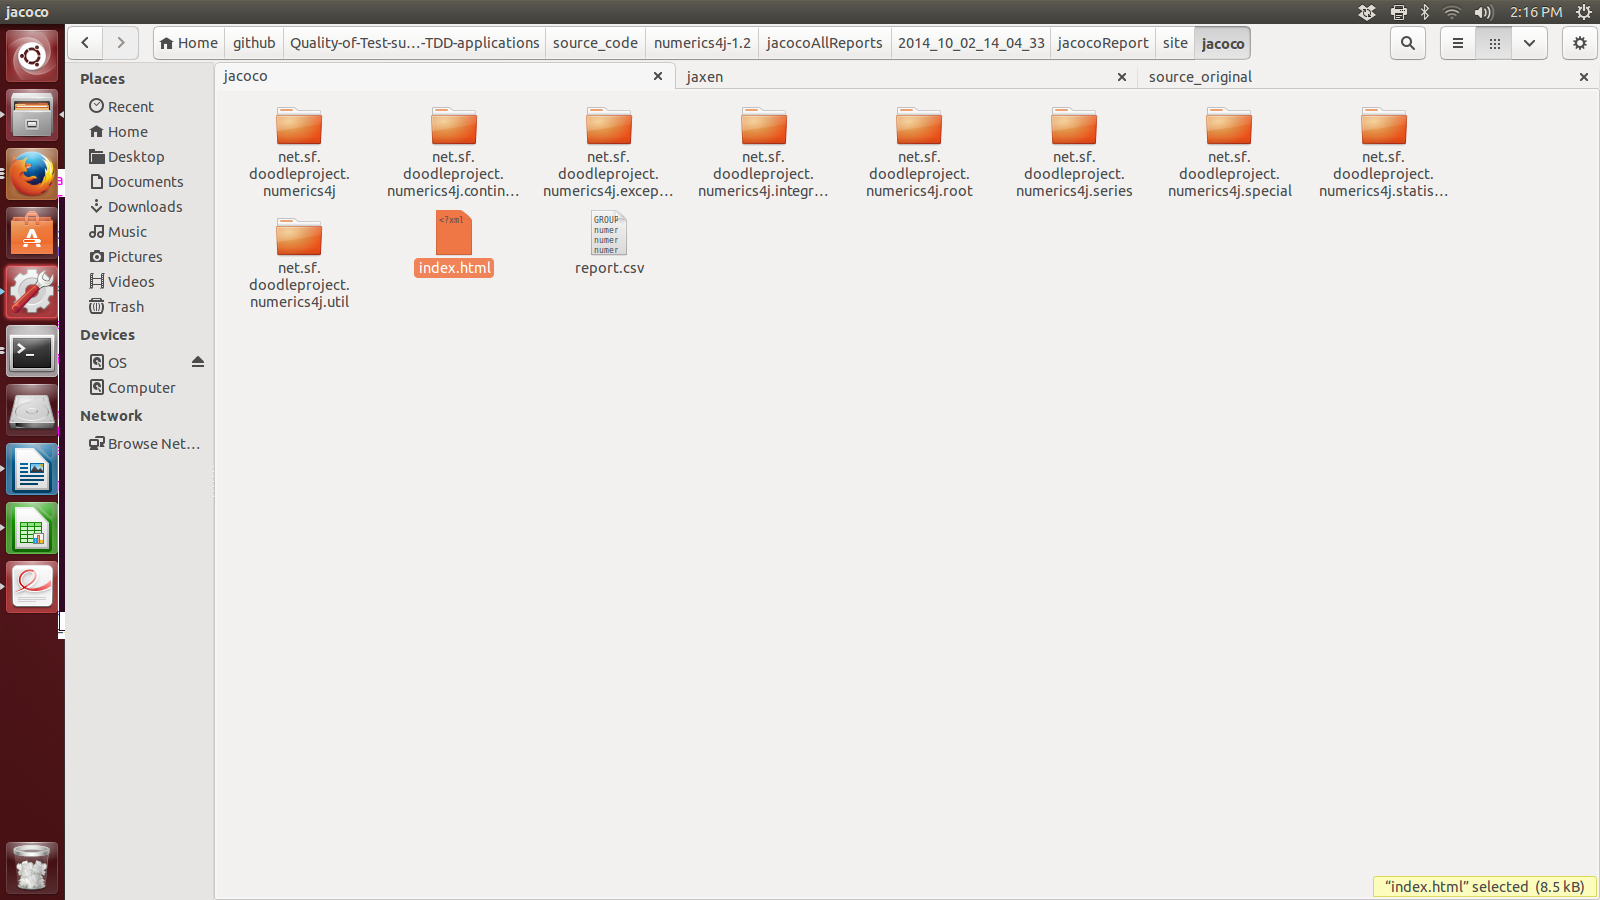 jacoco
2:16 PM
Home
github
Quality-of-Test-su...-TDD-applications
source_code
numerics4j-1.2
jacocoAllReports
2014_10_02_14_04_33
jacocoReport
site
jacoco
Places
Recent
Home
Desktop
Documents
Downloads
Music
Pictures
Videos
Trash
Devices
OS
Computer
Network
Browse Net...
jacoco
jaxen
source_original
net.sf.
doodleproject.
numerics4j
net.sf.
doodleproject.
numerics4j.contin...
net.sf.
doodleproject.
numerics4j.excep...
net.sf.
doodleproject.
numerics4j.integr...
net.sf.
doodleproject.
numerics4j.root
net.sf.
doodleproject.
numerics4j.series
net.sf.
doodleproject.
numerics4j.special
net.sf.
doodleproject.
numerics4j.statis...
net.sf.
doodleproject.
numerics4j.util
<?xml
index.html
GROUP
numer
numer
numer
report.csv
"index.html" selected (8.5 kB)